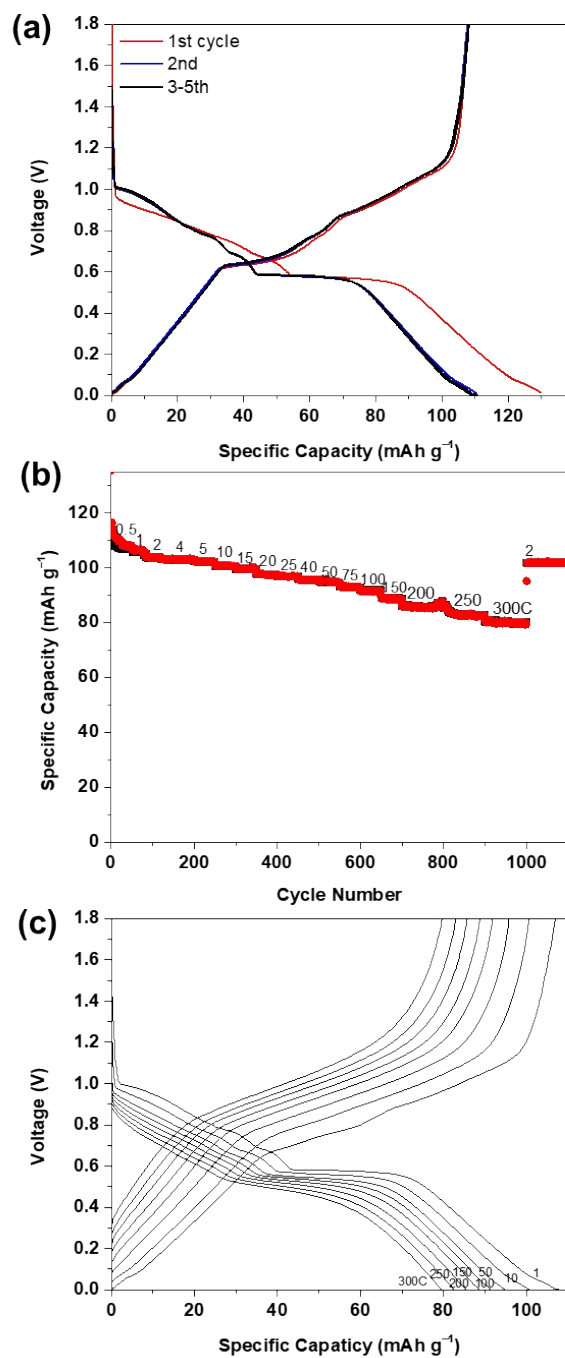 (a)
1st cycle
2nd
3-5th
1.8
1.6
1.4
1.2
1.0
0.8
0.6
0.4
0.2
0.0
Voltage (V)
0 20 40 60 80 100 120
Specific Capacity (mAh g⁻¹)
(b)
120
100
80
60
40
20
0
Specific Capacity (mAh g⁻¹)
5 1 2 4 5 10 15 20 25 40 50 75 100 150 200 250 300C 2
0 200 400 600 800 1000
Cycle Number
(c)
1.8
1.6
1.4
1.2
1.0
0.8
0.6
0.4
0.2
0.0
Voltage (V)
300C 250 200 150 100 50 10 1
0 20 40 60 80 100
Specific Capaticy (mAh g⁻¹)